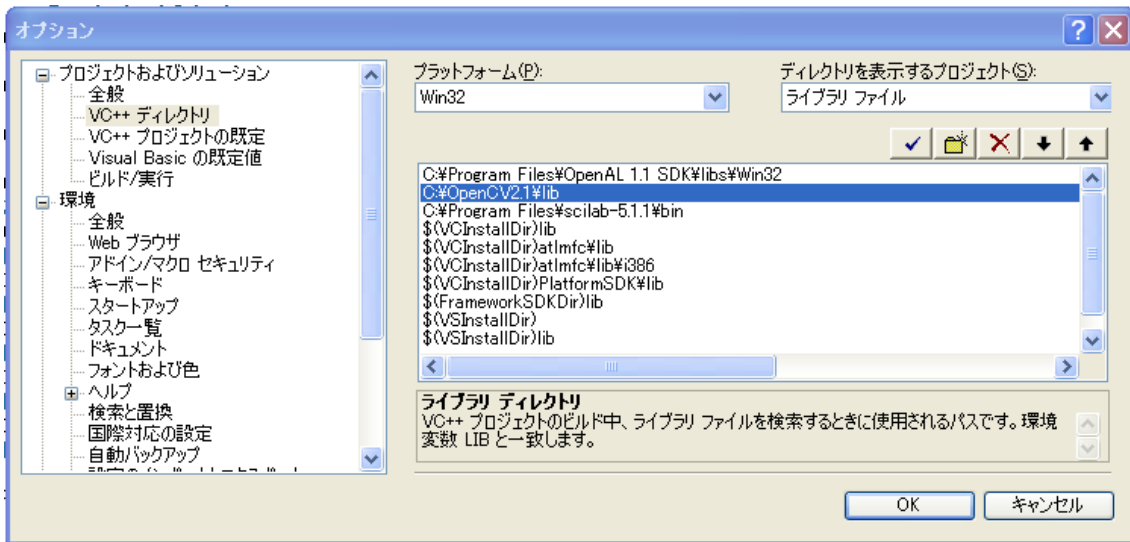 オプション
プロジェクトおよびソリューション
全般
VC++ ディレクトリ
VC++ プロジェクトの既定
Visual Basic の既定値
ビルド/実行
環境
全般
Web ブラウザ
アドイン/マクロ セキュリティ
キーボード
スタートアップ
タスク一覧
ドキュメント
フォントおよび色
ヘルプ
検索と置換
国際対応の設定
自動バックアップ
プラットフォーム(P):
Win32
ディレクトリを表示するプロジェクト(S):
ライブラリ ファイル
C:¥Program Files¥OpenAL 1.1 SDK¥libs¥Win32
C:¥OpenCV2.1¥lib
C:¥Program Files¥scilab-5.1.1¥bin
$(VCInstallDir)lib
$(VCInstallDir)atlmfc¥lib
$(VCInstallDir)atlmfc¥lib¥i386
$(VCInstallDir)PlatformSDK¥lib
$(FrameworkSDKDir)lib
$(VSInstallDir)
$(VSInstallDir)lib
ライブラリ ディレクトリ
VC++ プロジェクトのビルド中、ライブラリ ファイルを検索するときに使用されるパスです。環境
変数 LIB と一致します。
OK
キャンセル